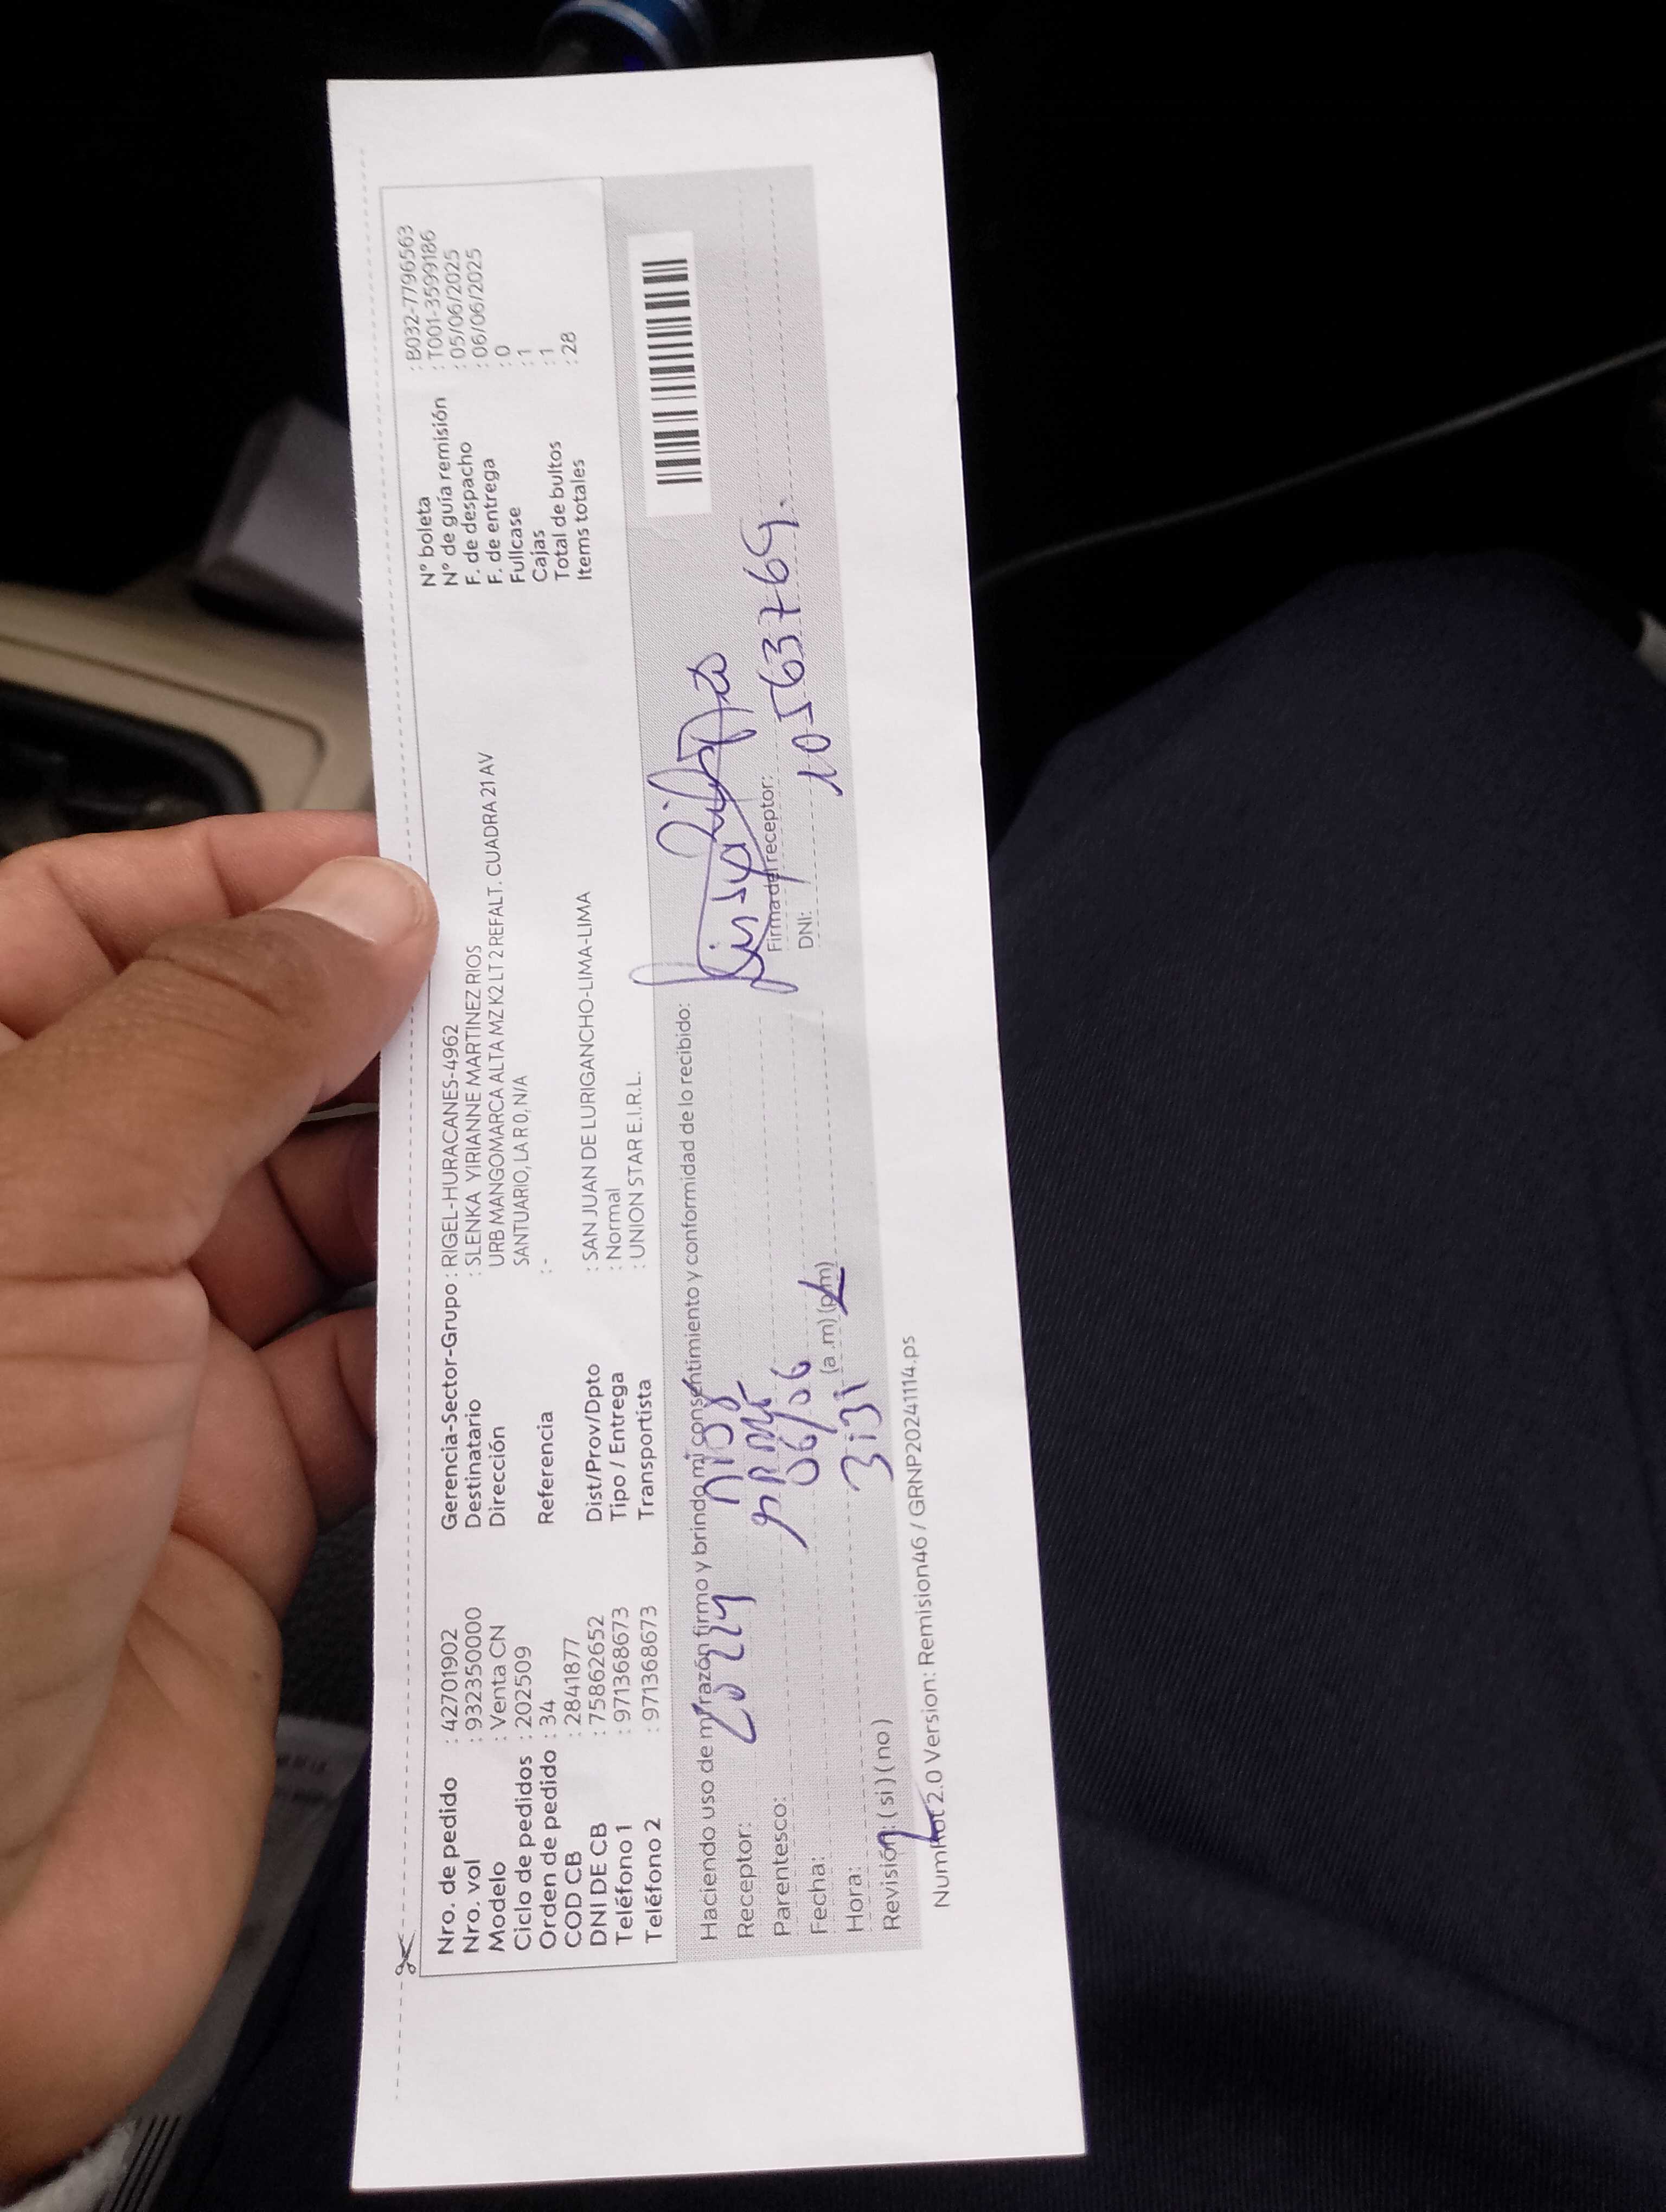 Nro. de pedido : 42701902
Nro. vol : 932350000
Modelo : Venta CN
Ciclo de pedidos : 202509
Orden de pedido : 34
COD CB : 2841877
DNI DE CB : 75862652
Teléfono 1 : 971368673
Teléfono 2 : 971368673
Gerencia-Sector-Grupo : RIGEL-HURACANES-4962
Destinatario : SLENKA YIRIANNE MARTINEZ RIOS
Dirección URB MANGOMARCA ALTA MZ K2 LT 2 REFALT. CUADRA 21 AV
SANTUARIO, LA R 0, N/A
Referencia : -
Dist/Prov/Dpto : SAN JUAN DE LURIGANCHO-LIMA-LIMA
Tipo / Entrega : Normal
Transportista : UNION STAR E.I.R.L.
N° boleta : B032-7796563
N° de guía remisión : T001-3599186
F. de despacho : 05/06/2025
F. de entrega : 06/06/2025
Fullcase : 0
Cajas : 1
Total de bultos : 1
Items totales : 28
Haciendo uso de mi razón firmo y brindo mi consentimiento y conformidad de lo recibido:
Receptor:
Parentesco:
Fecha: 06/06
Hora: 3:31 (a.m) (p.m)
Revisión: (si) (no)
Firma del receptor:
DNI: 10563769.
Numrot 2.0 Version: Remision46 / GRNP20241114.ps